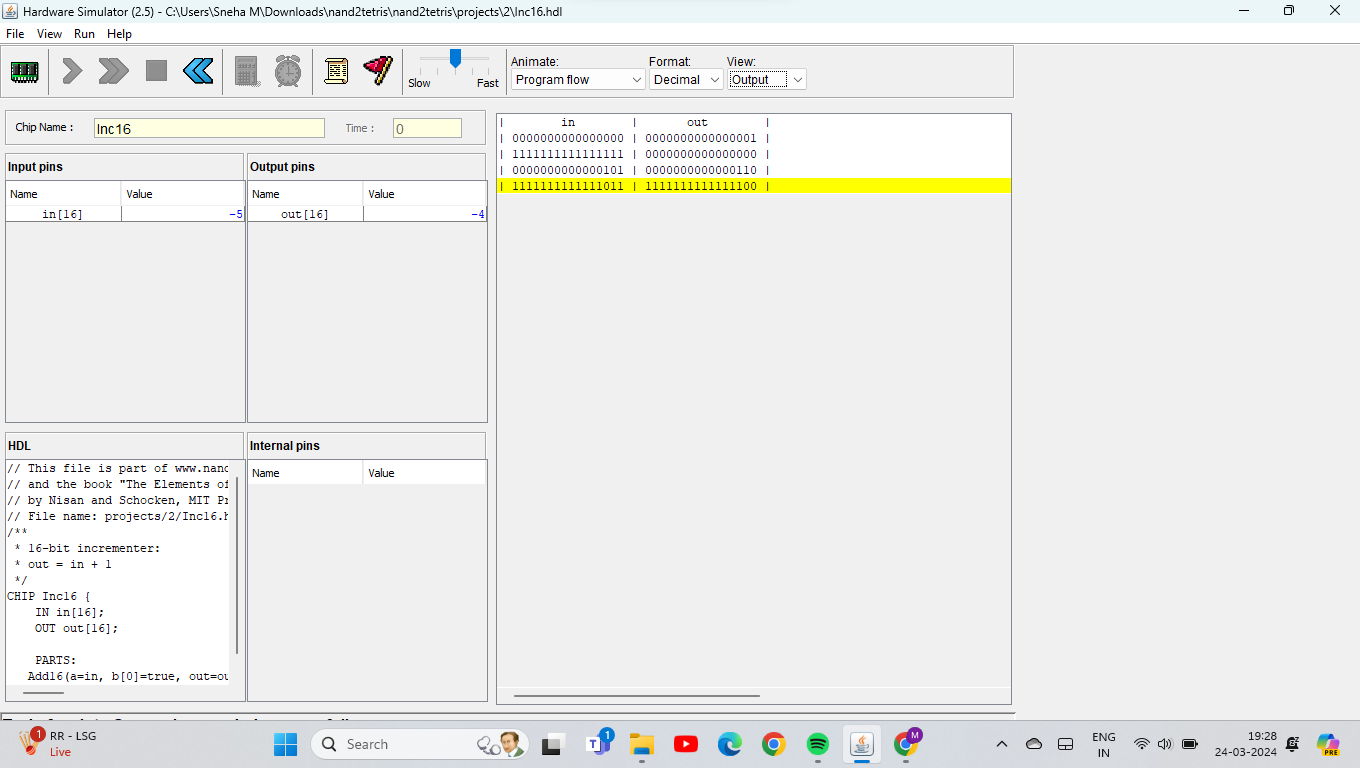 Hardware Simulator (2.5) - C:\Users\Sneha M\Downloads\nand2tetris\nand2tetris\projects\2\Inc16.hdl
File View Run Help
Slow Fast
Animate: Format: View:
Program flow Decimal Output
Chip Name : Inc16 Time : 0
Input pins
Name Value
in[16] -5
Output pins
Name Value
out[16] -4
| in | out |
| 0000000000000000 | 0000000000000001 |
| 1111111111111111 | 0000000000000000 |
| 0000000000000101 | 0000000000000110 |
| 1111111111111011 | 1111111111111100 |
HDL
// This file is part of www.nand
// and the book "The Elements of
// by Nisan and Schocken, MIT Pr
// File name: projects/2/Inc16.h
/**
* 16-bit incrementer:
* out = in + 1
*/
CHIP Inc16 {
IN in[16];
OUT out[16];
PARTS:
Add16(a=in, b[0]=true, out=ou
Internal pins
Name Value
1
RR - LSG
Live
Search
1
M
ENG
IN
19:28
24-03-2024
PRE